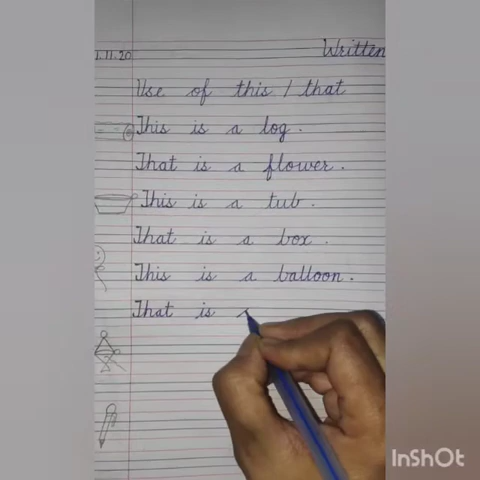 1.11.20 Written
Use of this / that
This is a log.
That is a flower.
This is a tub.
That is a box.
This is a balloon.
That is
InShOt